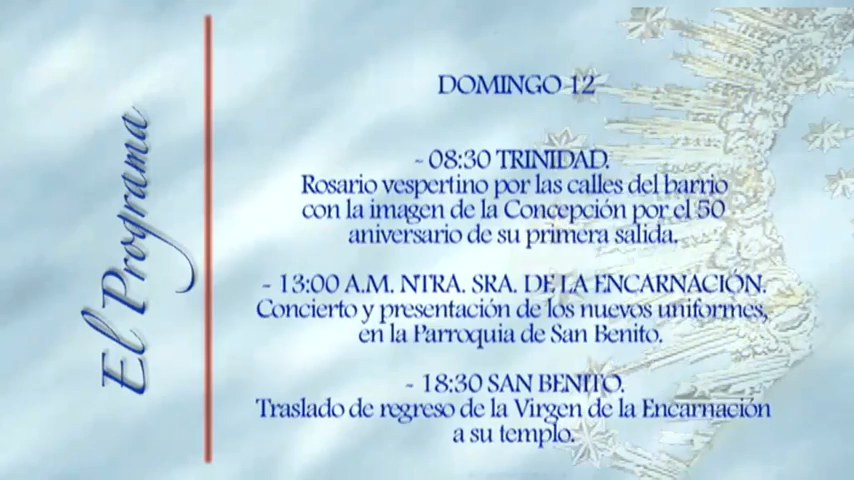 El Programa
DOMINGO 12
- 08:30 TRINIDAD.
Rosario vespertino por las calles del barrio
con la imagen de la Concepción por el 50
aniversario de su primera salida.
- 13:00 A.M. NTRA. SRA. DE LA ENCARNACIÓN.
Concierto y presentación de los nuevos uniformes,
en la Parroquia de San Benito.
- 18:30 SAN BENITO.
Traslado de regreso de la Virgen de la Encarnación
a su templo.